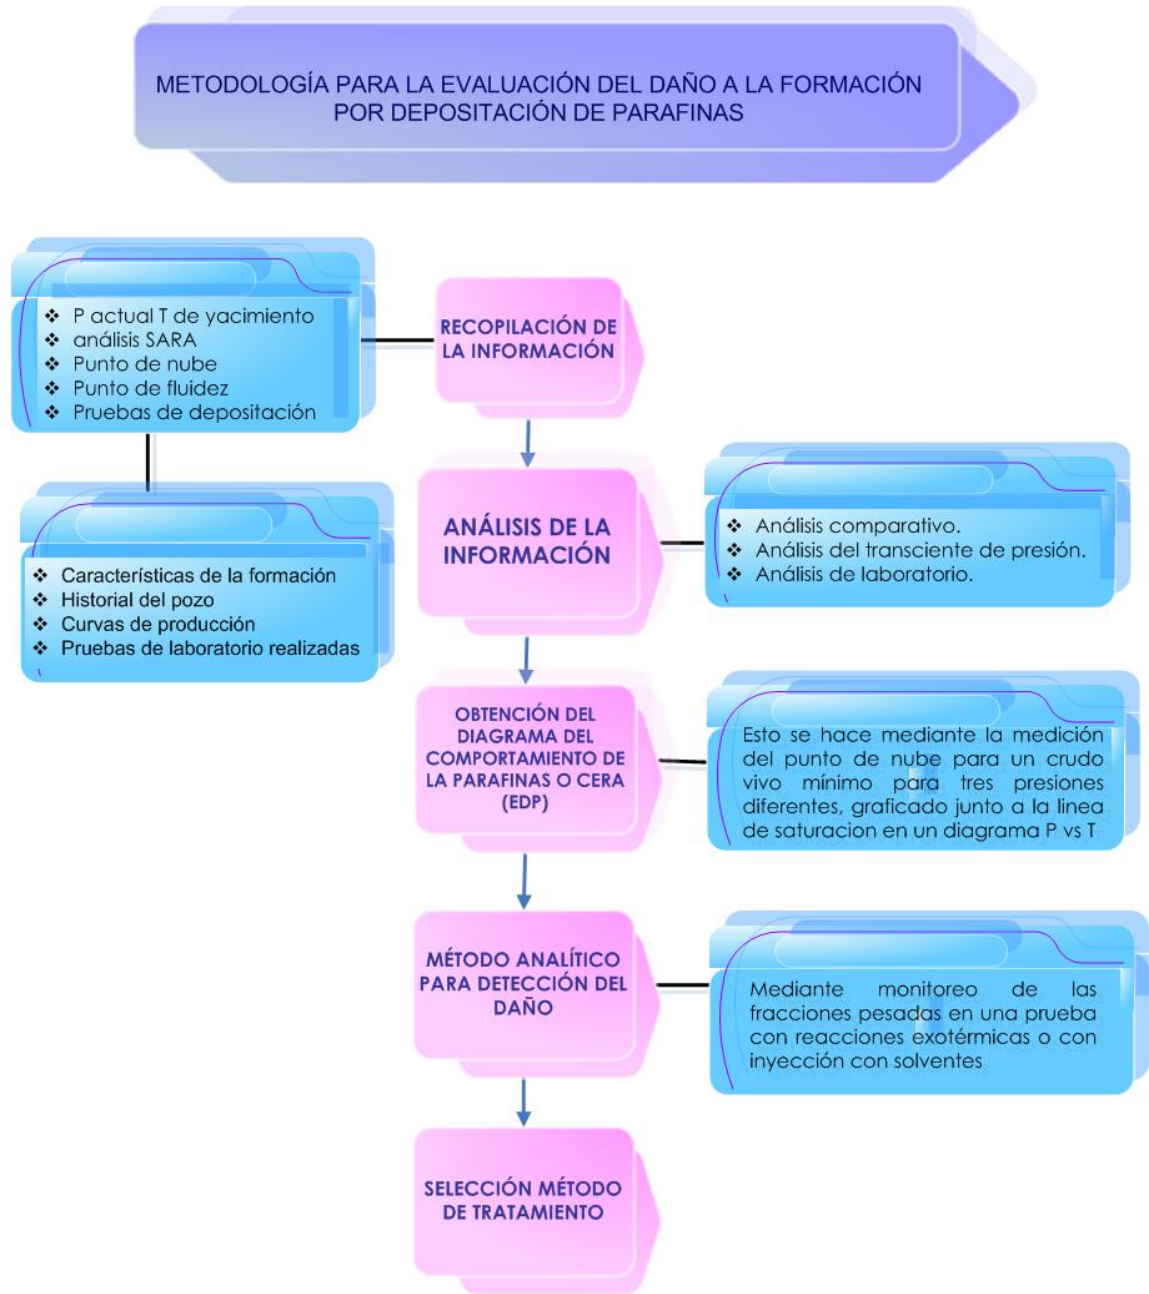 METODOLOGÍA PARA LA EVALUACIÓN DEL DAÑO A LA FORMACIÓN
POR DEPOSITACIÓN DE PARAFINAS
❖ P actual T de yacimiento
❖ análisis SARA
❖ Punto de nube
❖ Punto de fluidez
❖ Pruebas de depositación
RECOPILACIÓN DE
LA INFORMACIÓN
❖ Características de la formación
❖ Historial del pozo
❖ Curvas de producción
❖ Pruebas de laboratorio realizadas
ANÁLISIS DE LA
INFORMACIÓN
❖ Análisis comparativo.
❖ Análisis del transciente de presión.
❖ Análisis de laboratorio.
OBTENCIÓN DEL
DIAGRAMA DEL
COMPORTAMIENTO DE
LA PARAFINAS O CERA
(EDP)
Esto se hace mediante la medición
del punto de nube para un crudo
vivo mínimo para tres presiones
diferentes, graficado junto a la linea
de saturacion en un diagrama P vs T
MÉTODO ANALÍTICO
PARA DETECCIÓN DEL
DAÑO
Mediante monitoreo de las
fracciones pesadas en una prueba
con reacciones exotérmicas o con
inyección con solventes
SELECCIÓN MÉTODO
DE TRATAMIENTO